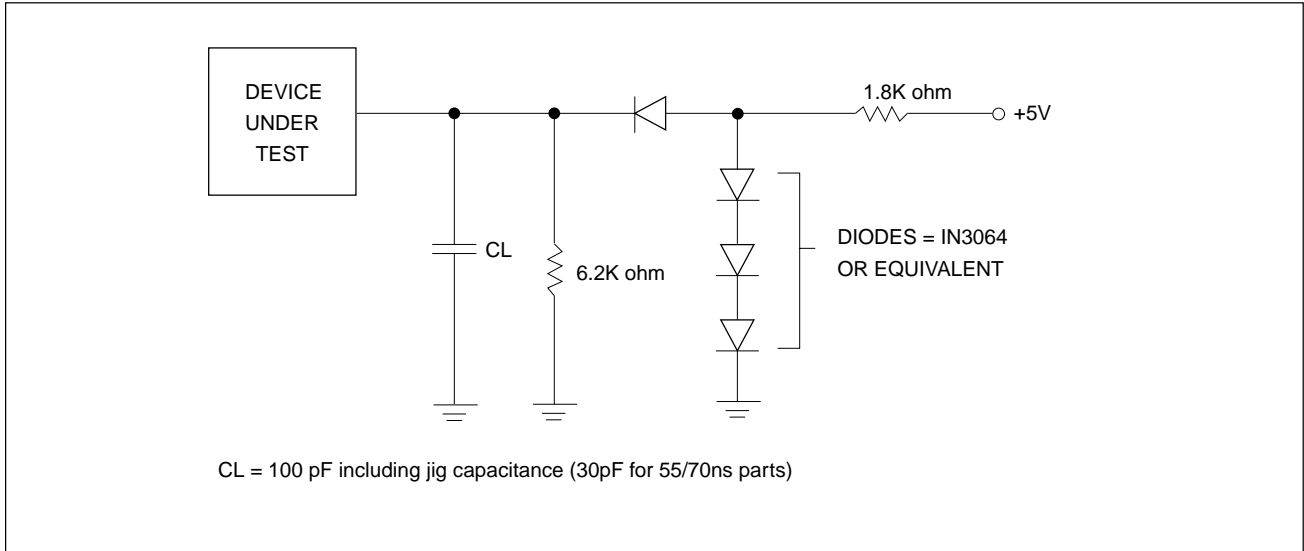 DEVICE
UNDER
TEST
1.8K ohm
+5V
CL
6.2K ohm
DIODES = IN3064
OR EQUIVALENT
CL = 100 pF including jig capacitance (30pF for 55/70ns parts)